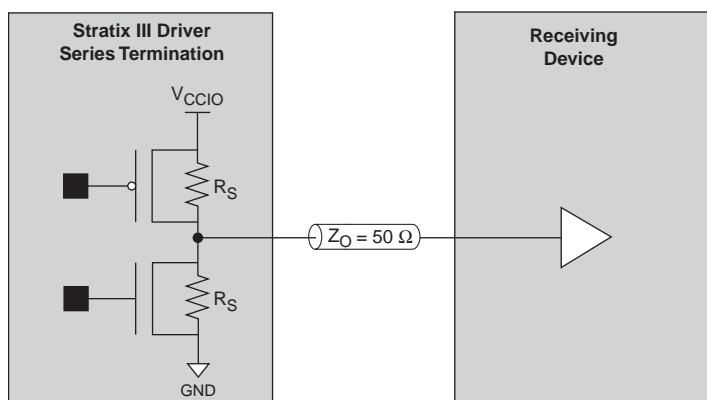 Stratix III Driver
Series Termination
Receiving
Device
VCCIO
RS
ZO = 50 Ω
RS
GND